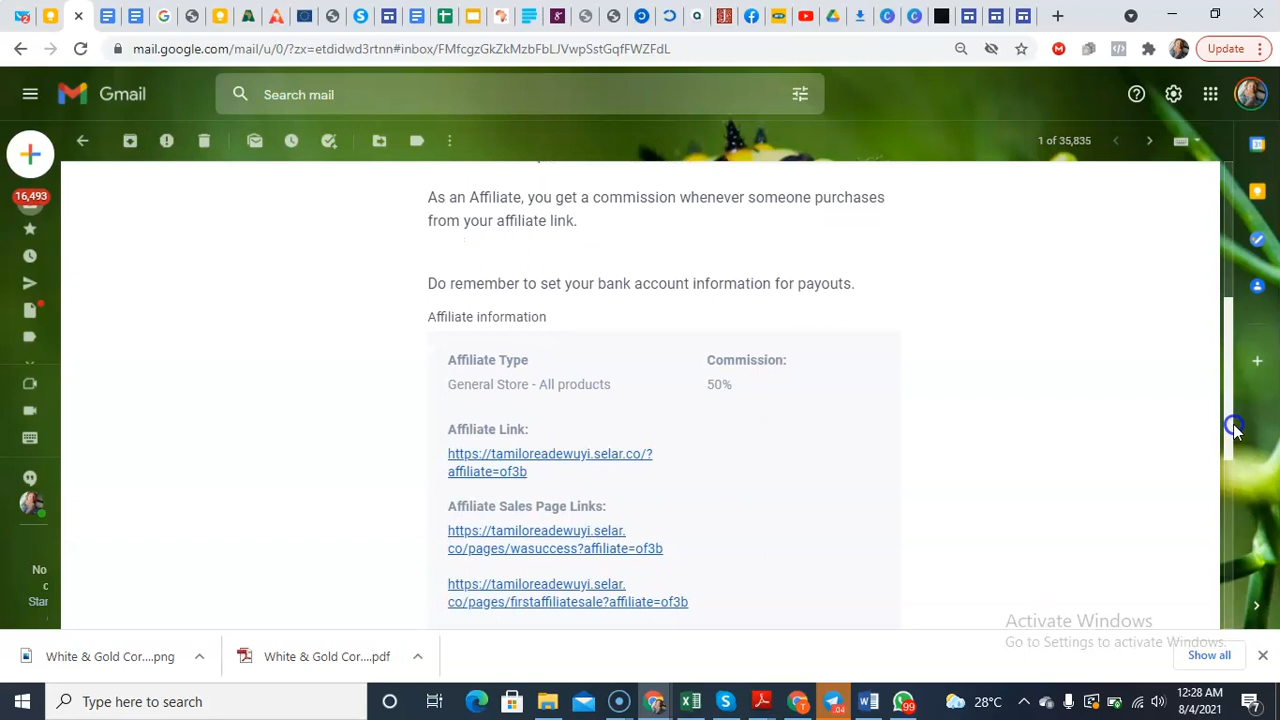 mail.google.com/mail/u/0/?zx=etdidwd3rtnn#inbox/FMfcgzGkZkMzbFbLJVwpSstGqfFWZFdL
Update
Gmail
Search mail
1 of 35,835
16,493
As an Affiliate, you get a commission whenever someone purchases
from your affiliate link.
Do remember to set your bank account information for payouts.
Affiliate information
Affiliate Type
Commission:
General Store - All products
50%
Affiliate Link:
https://tamiloreadewuyi.selar.co/?
affiliate=of3b
Affiliate Sales Page Links:
https://tamiloreadewuyi.selar.
co/pages/wasuccess?affiliate=of3b
https://tamiloreadewuyi.selar.
co/pages/firstaffiliatesale?affiliate=of3b
No
c
Star
Activate Windows
Go to Settings to activate Windows.
White & Gold Cor....png
White & Gold Cor....pdf
Show all
Type here to search
99
28°C
12:28 AM
8/4/2021